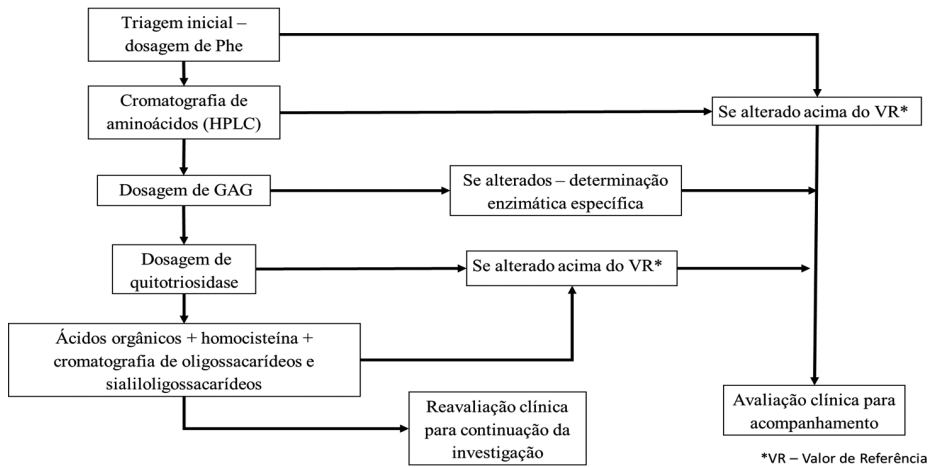 Triagem inicial –
dosagem de Phe
Cromatografia de
aminoácidos (HPLC)
Se alterado acima do VR*
Dosagem de GAG
Se alterados – determinação
enzimática específica
Dosagem de
quitotriosidase
Se alterado acima do VR*
Ácidos orgânicos + homocisteína +
cromatografia de oligossacarídeos e
sialiloligossacarídeos
Reavaliação clínica
para continuação da
investigação
Avaliação clínica para
acompanhamento
*VR – Valor de Referência